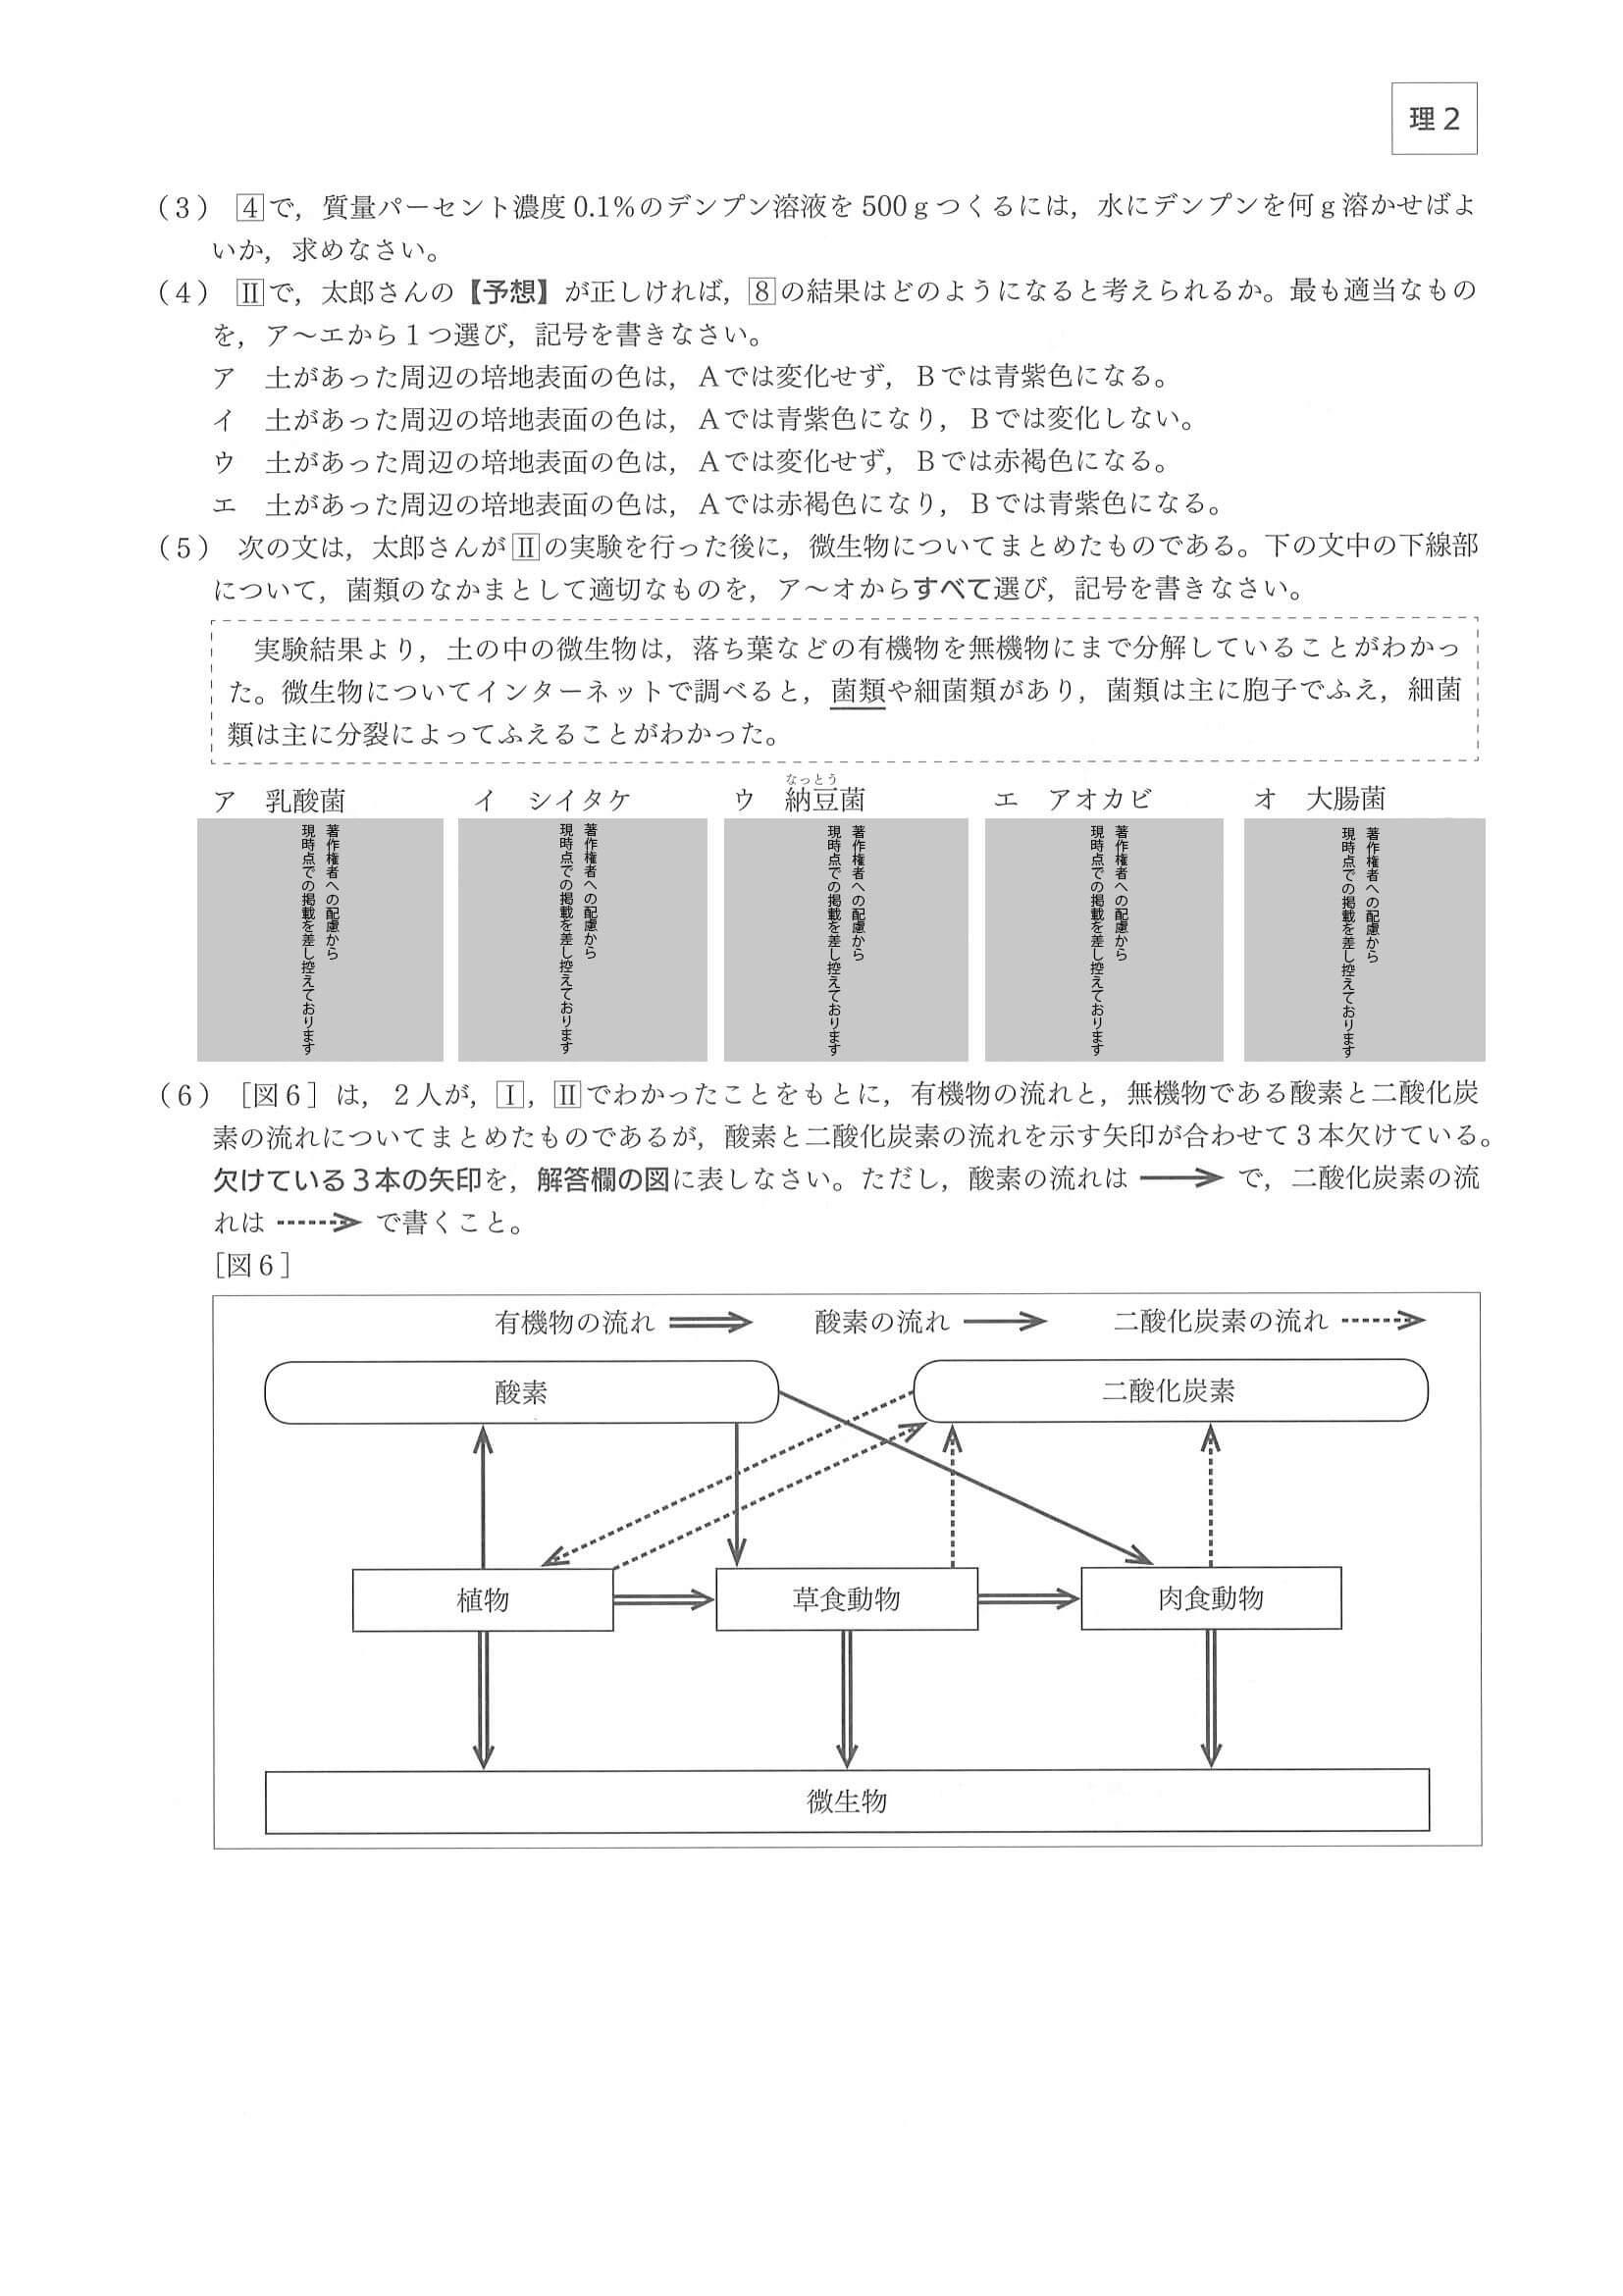 理２
（３） 4で，質量パーセント濃度 0.1％のデンプン溶液を 500ｇつくるには，水にデンプンを何ｇ溶かせばよ
いか，求めなさい。
（４） Ⅱで，太郎さんの【予想】が正しければ，8の結果はどのようになると考えられるか。最も適当なもの
を，ア～エから１つ選び，記号を書きなさい。
ア 土があった周辺の培地表面の色は，Ａでは変化せず，Ｂでは青紫色になる。
イ 土があった周辺の培地表面の色は，Ａでは青紫色になり，Ｂでは変化しない。
ウ 土があった周辺の培地表面の色は，Ａでは変化せず，Ｂでは赤褐色になる。
エ 土があった周辺の培地表面の色は，Ａでは赤褐色になり，Ｂでは青紫色になる。
（５） 次の文は，太郎さんがⅡの実験を行った後に，微生物についてまとめたものである。下の文中の下線部
について，菌類のなかまとして適切なものを，ア～オからすべて選び，記号を書きなさい。
実験結果より，土の中の微生物は，落ち葉などの有機物を無機物にまで分解していることがわかっ
た。微生物についてインターネットで調べると，菌類や細菌類があり，菌類は主に胞子でふえ，細菌
類は主に分裂によってふえることがわかった。
ア 乳酸菌
イ シイタケ
なっとう
ウ 納豆菌
エ アオカビ
オ 大腸菌
著作権者への配慮から
現時点での掲載を差し控えております
著作権者への配慮から
現時点での掲載を差し控えております
著作権者への配慮から
現時点での掲載を差し控えております
著作権者への配慮から
現時点での掲載を差し控えております
著作権者への配慮から
現時点での掲載を差し控えております
（６） ［図６］は，２人が，Ⅰ，Ⅱでわかったことをもとに，有機物の流れと，無機物である酸素と二酸化炭
素の流れについてまとめたものであるが，酸素と二酸化炭素の流れを示す矢印が合わせて３本欠けている。
欠けている３本の矢印を，解答欄の図に表しなさい。ただし，酸素の流れは で，二酸化炭素の流
れは で書くこと。
［図６］
有機物の流れ 酸素の流れ 二酸化炭素の流れ
酸素 二酸化炭素
植物 草食動物 肉食動物
微生物